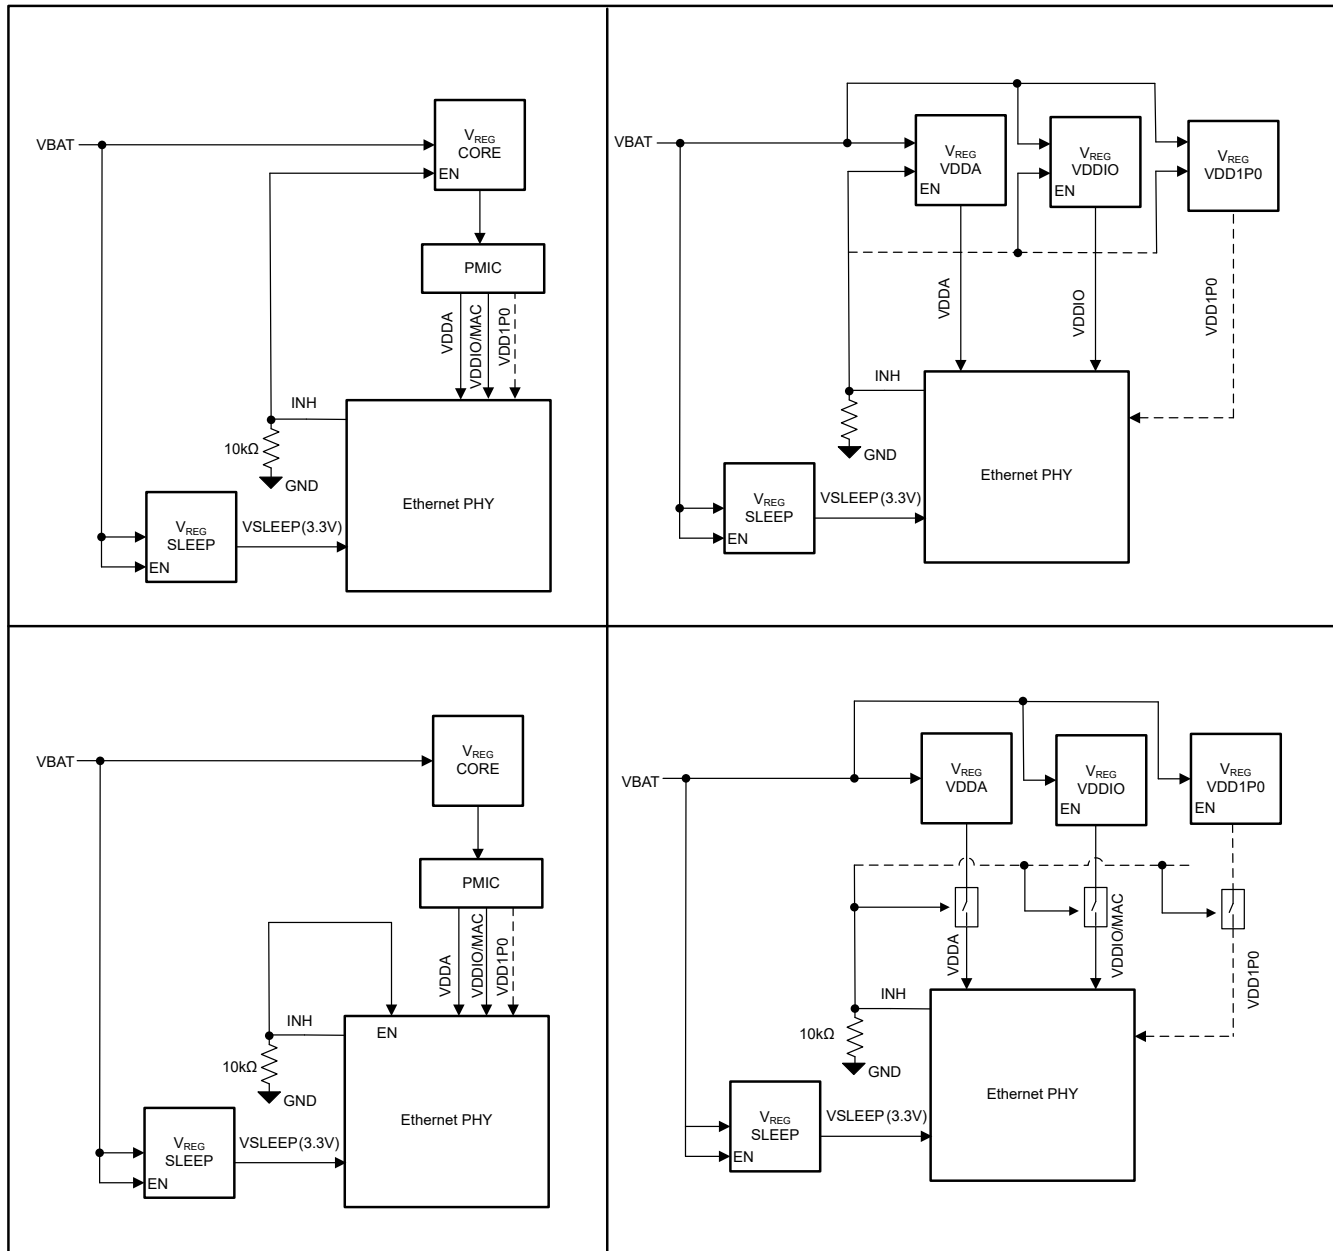 VBAT
VREG
CORE
EN
PMIC
VDDA
VDDIO/MAC
VDD1P0
INH
10kΩ
GND
Ethernet PHY
VREG
SLEEP
EN
VSLEEP(3.3V)
VBAT
VREG
VDDA
EN
VREG
VDDIO
EN
VREG
VDD1P0
VDDA
VDDIO
VDD1P0
INH
GND
Ethernet PHY
VREG
SLEEP
EN
VSLEEP(3.3V)
VBAT
VREG
CORE
PMIC
VDDA
VDDIO/MAC
VDD1P0
INH
EN
10kΩ
GND
Ethernet PHY
VREG
SLEEP
EN
VSLEEP(3.3V)
VBAT
VREG
VDDA
VREG
VDDIO
EN
VREG
VDD1P0
EN
VDDA
VDDIO/MAC
VDD1P0
INH
10kΩ
GND
Ethernet PHY
VREG
SLEEP
EN
VSLEEP(3.3V)